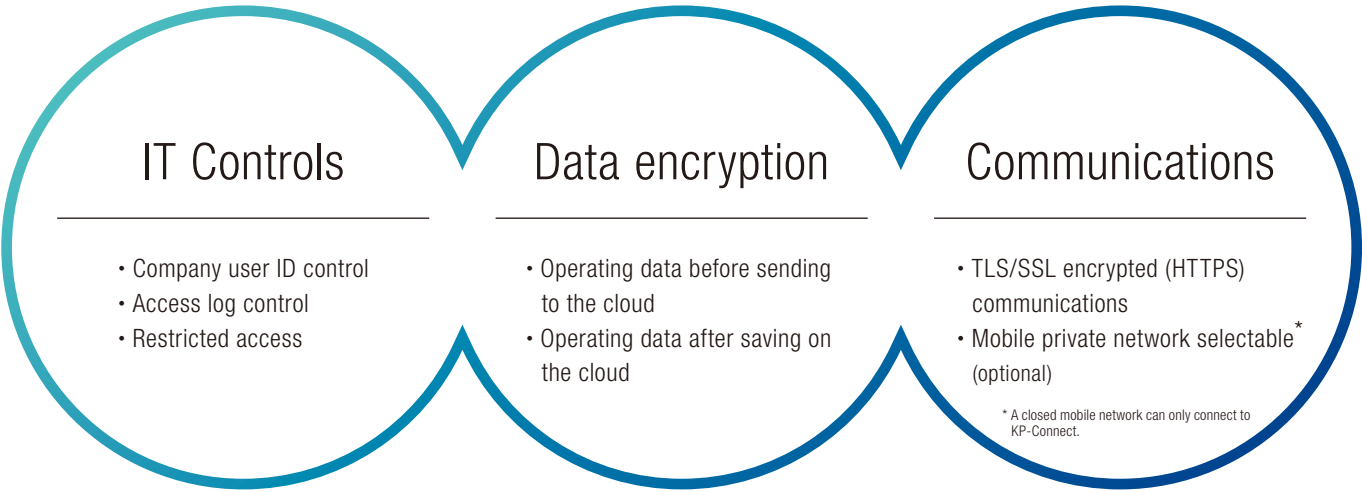 IT Controls
・Company user ID control
・Access log control
・Restricted access
Data encryption
・Operating data before sending
to the cloud
・Operating data after saving on
the cloud
Communications
・TLS/SSL encrypted (HTTPS)
communications
・Mobile private network selectable*
(optional)
* A closed mobile network can only connect to
KP-Connect.